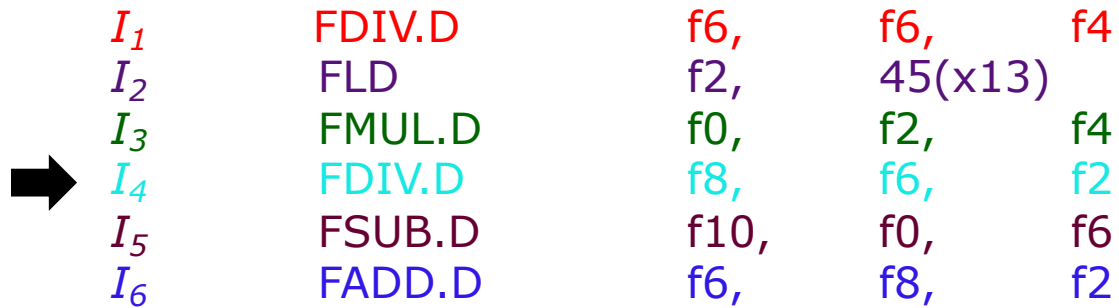 I1 FDIV.D f6, f6, f4
I2 FLD f2, 45(x13)
I3 FMUL.D f0, f2, f4
I4 FDIV.D f8, f6, f2
I5 FSUB.D f10, f0, f6
I6 FADD.D f6, f8, f2